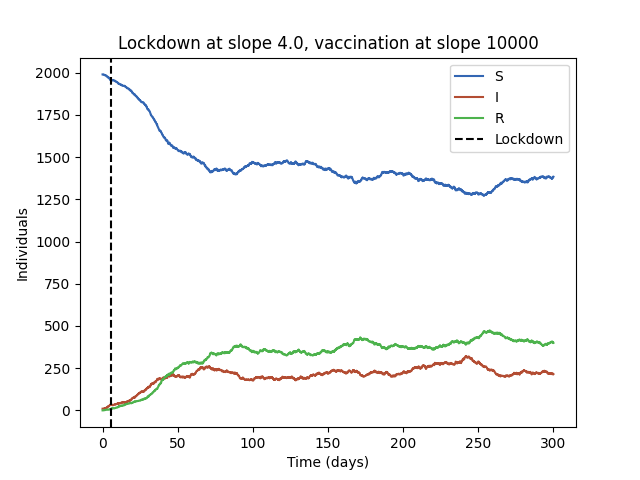 Lockdown at slope 4.0, vaccination at slope 10000
S
I
R
Lockdown
2000
1750
1500
1250
1000
750
500
250
0
Individuals
0 50 100 150 200 250 300
Time (days)